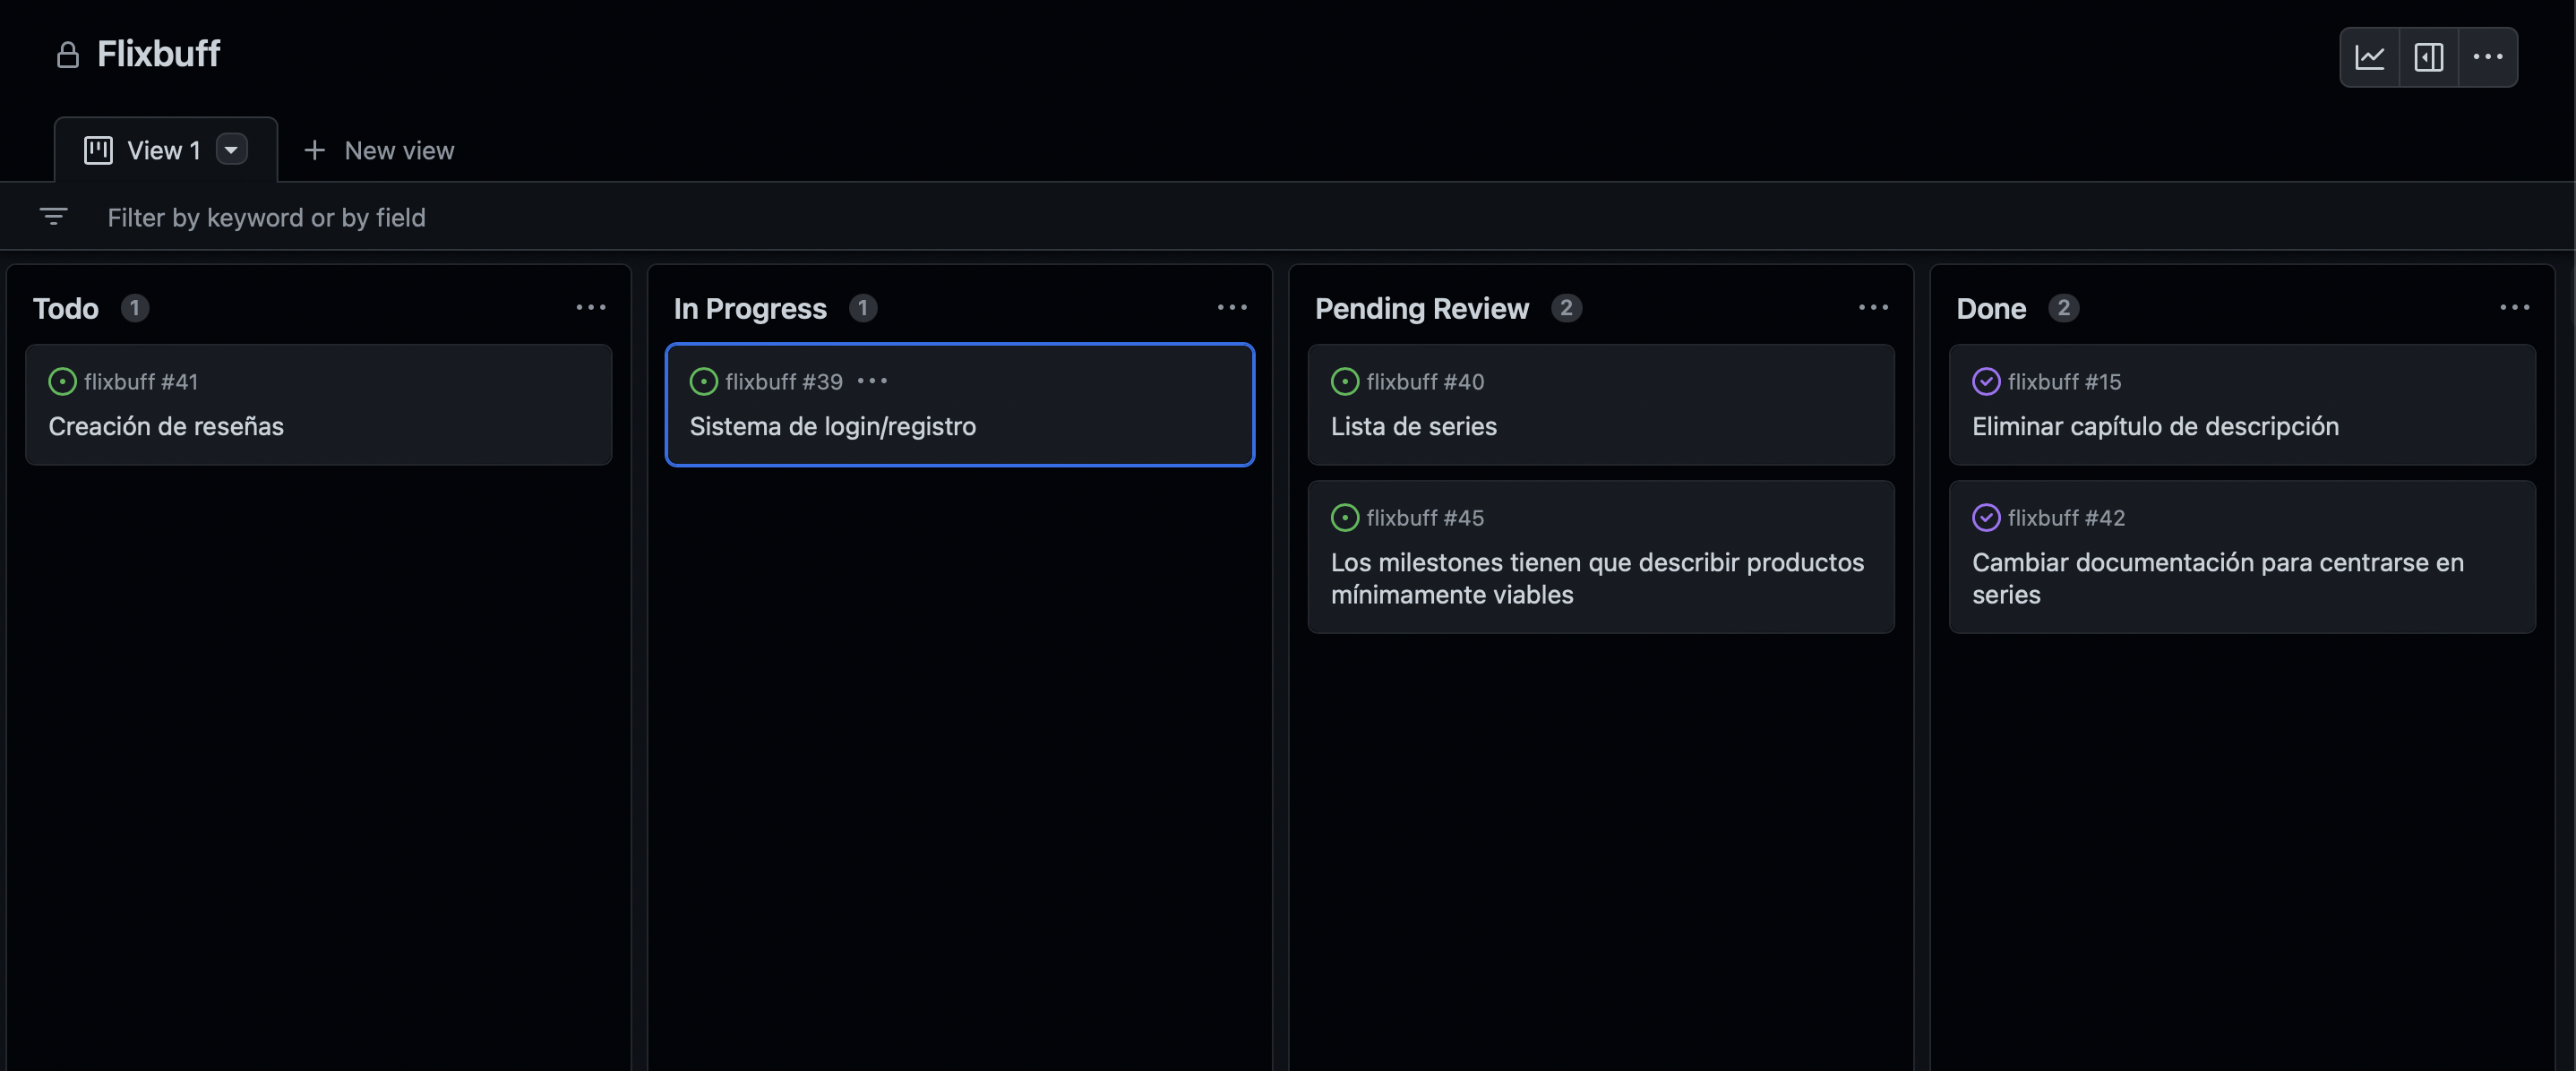 Flixbuff
View 1
New view
Filter by keyword or by field
Todo 1
flixbuff #41
Creación de reseñas
In Progress 1
flixbuff #39
Sistema de login/registro
Pending Review 2
flixbuff #40
Lista de series
flixbuff #45
Los milestones tienen que describir productos
mínimamente viables
Done 2
flixbuff #15
Eliminar capítulo de descripción
flixbuff #42
Cambiar documentación para centrarse en
series